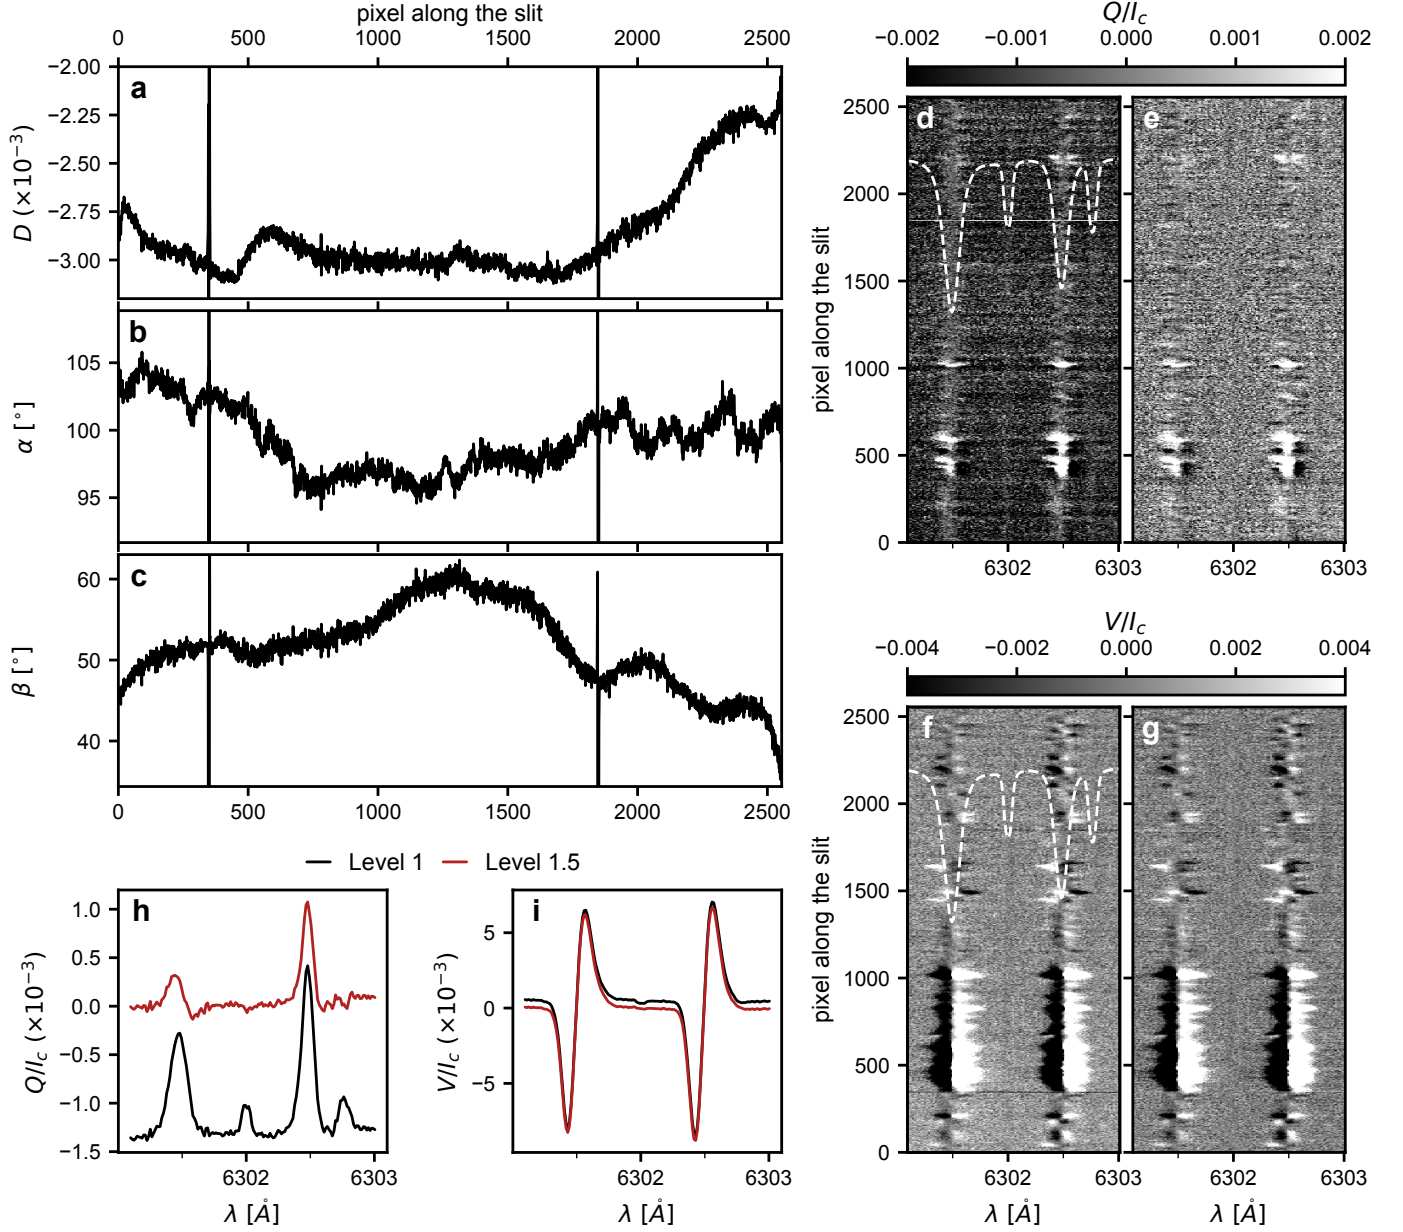 pixel along the slit
0 500 1000 1500 2000 2500
−2.00
−2.25
−2.50
−2.75
−3.00
D (×10⁻³)
a
105
100
95
α [°]
b
60
50
40
β [°]
c
0 500 1000 1500 2000 2500
Level 1 Level 1.5
1.0
0.5
0.0
−0.5
−1.0
−1.5
Q/I_c (×10⁻³)
h
6302 6303
λ [Å]
5
0
−5
V/I_c (×10⁻³)
i
6302 6303
λ [Å]
Q/I_c
−0.002 −0.001 0.000 0.001 0.002
2500
2000
1500
1000
500
0
pixel along the slit
d e
6302 6303 6302 6303
V/I_c
−0.004 −0.002 0.000 0.002 0.004
2500
2000
1500
1000
500
0
pixel along the slit
f g
6302 6303 6302 6303
λ [Å] λ [Å]